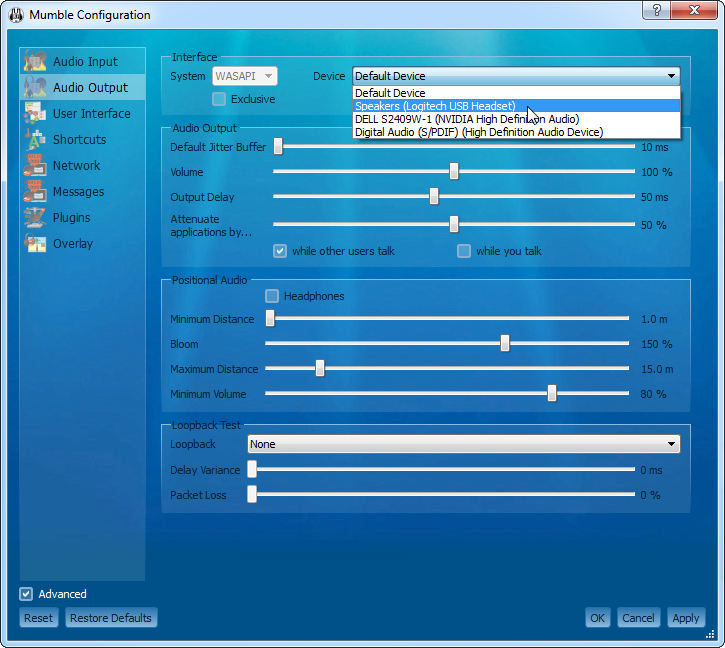 Mumble Configuration
?
Audio Input
Audio Output
User Interface
Shortcuts
Network
Messages
Plugins
Overlay
Interface
System WASAPI Device Default Device
Exclusive
Default Device
Speakers (Logitech USB Headset)
DELL S2409W-1 (NVIDIA High Definition Audio)
Digital Audio (S/PDIF) (High Definition Audio Device)
Audio Output
Default Jitter Buffer 10 ms
Volume 100 %
Output Delay 50 ms
Attenuate
applications by... 50 %
while other users talk while you talk
Positional Audio
Headphones
Minimum Distance 1.0 m
Bloom 150 %
Maximum Distance 15.0 m
Minimum Volume 80 %
Loopback Test
Loopback None
Delay Variance 0 ms
Packet Loss 0 %
Advanced
Reset Restore Defaults OK Cancel Apply